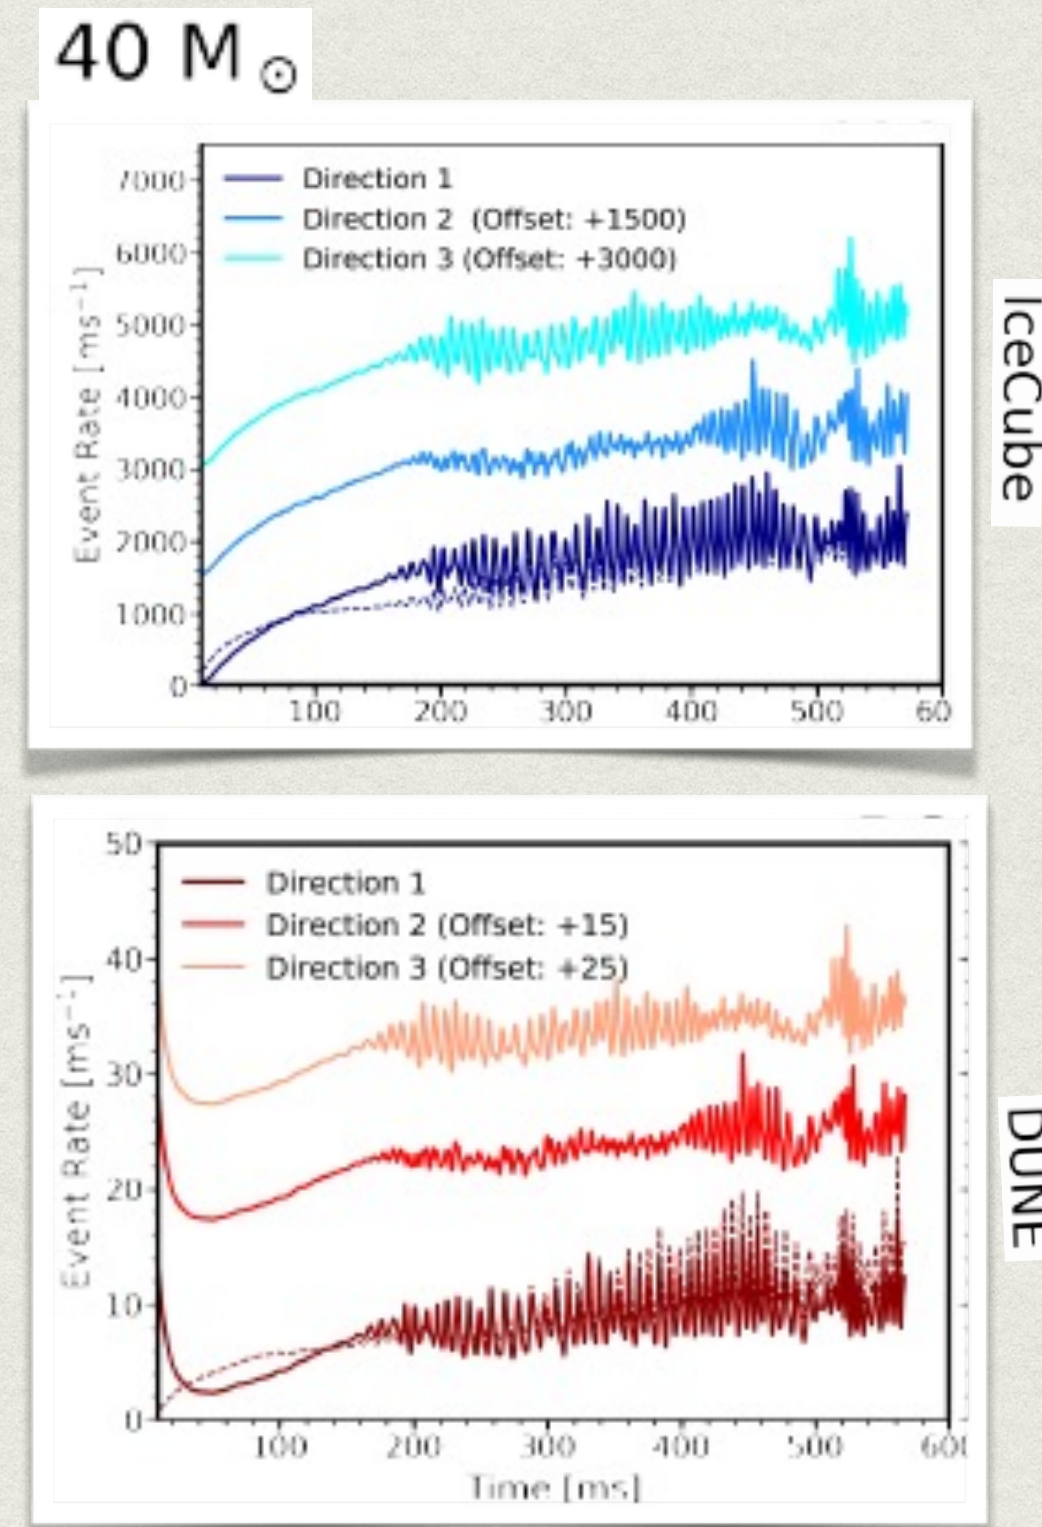 40 M⊙
7000
6000
5000
4000
3000
2000
1000
0
Event Rate [ms⁻¹]
Direction 1
Direction 2 (Offset: +1500)
Direction 3 (Offset: +3000)
100 200 300 400 500 60
IceCube
50
40
30
20
10
0
Event Rate [ms⁻¹]
Direction 1
Direction 2 (Offset: +15)
Direction 3 (Offset: +25)
100 200 300 400 500 600
Time [ms]
DUNE